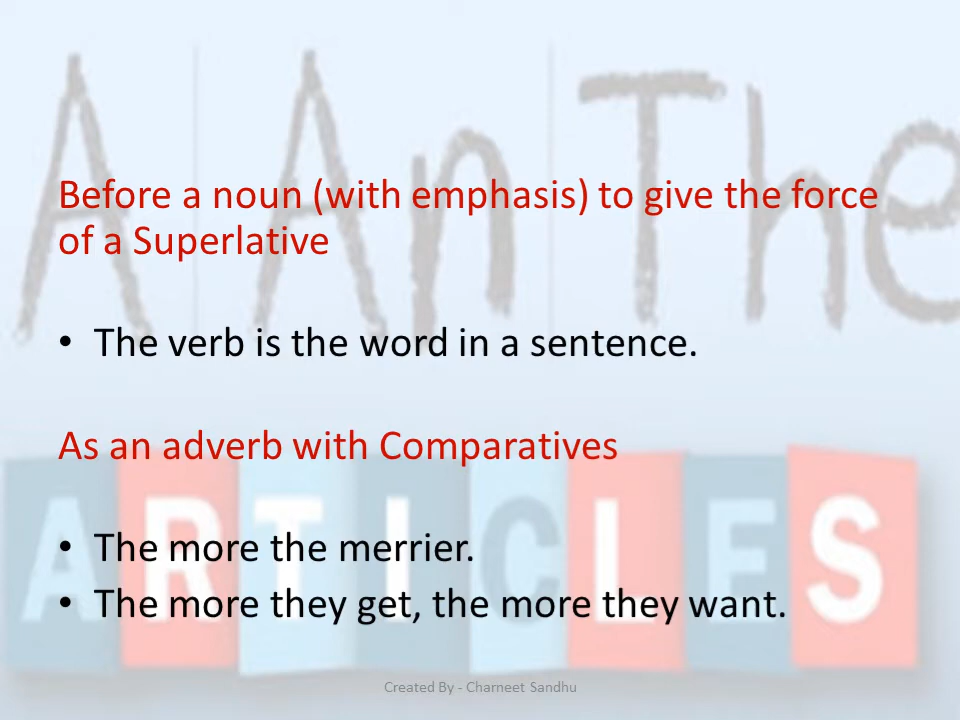 A An The
Before a noun (with emphasis) to give the force
of a Superlative
• The verb is the word in a sentence.
As an adverb with Comparatives
ARTICLES
• The more the merrier.
• The more they get, the more they want.
Created By - Charneet Sandhu